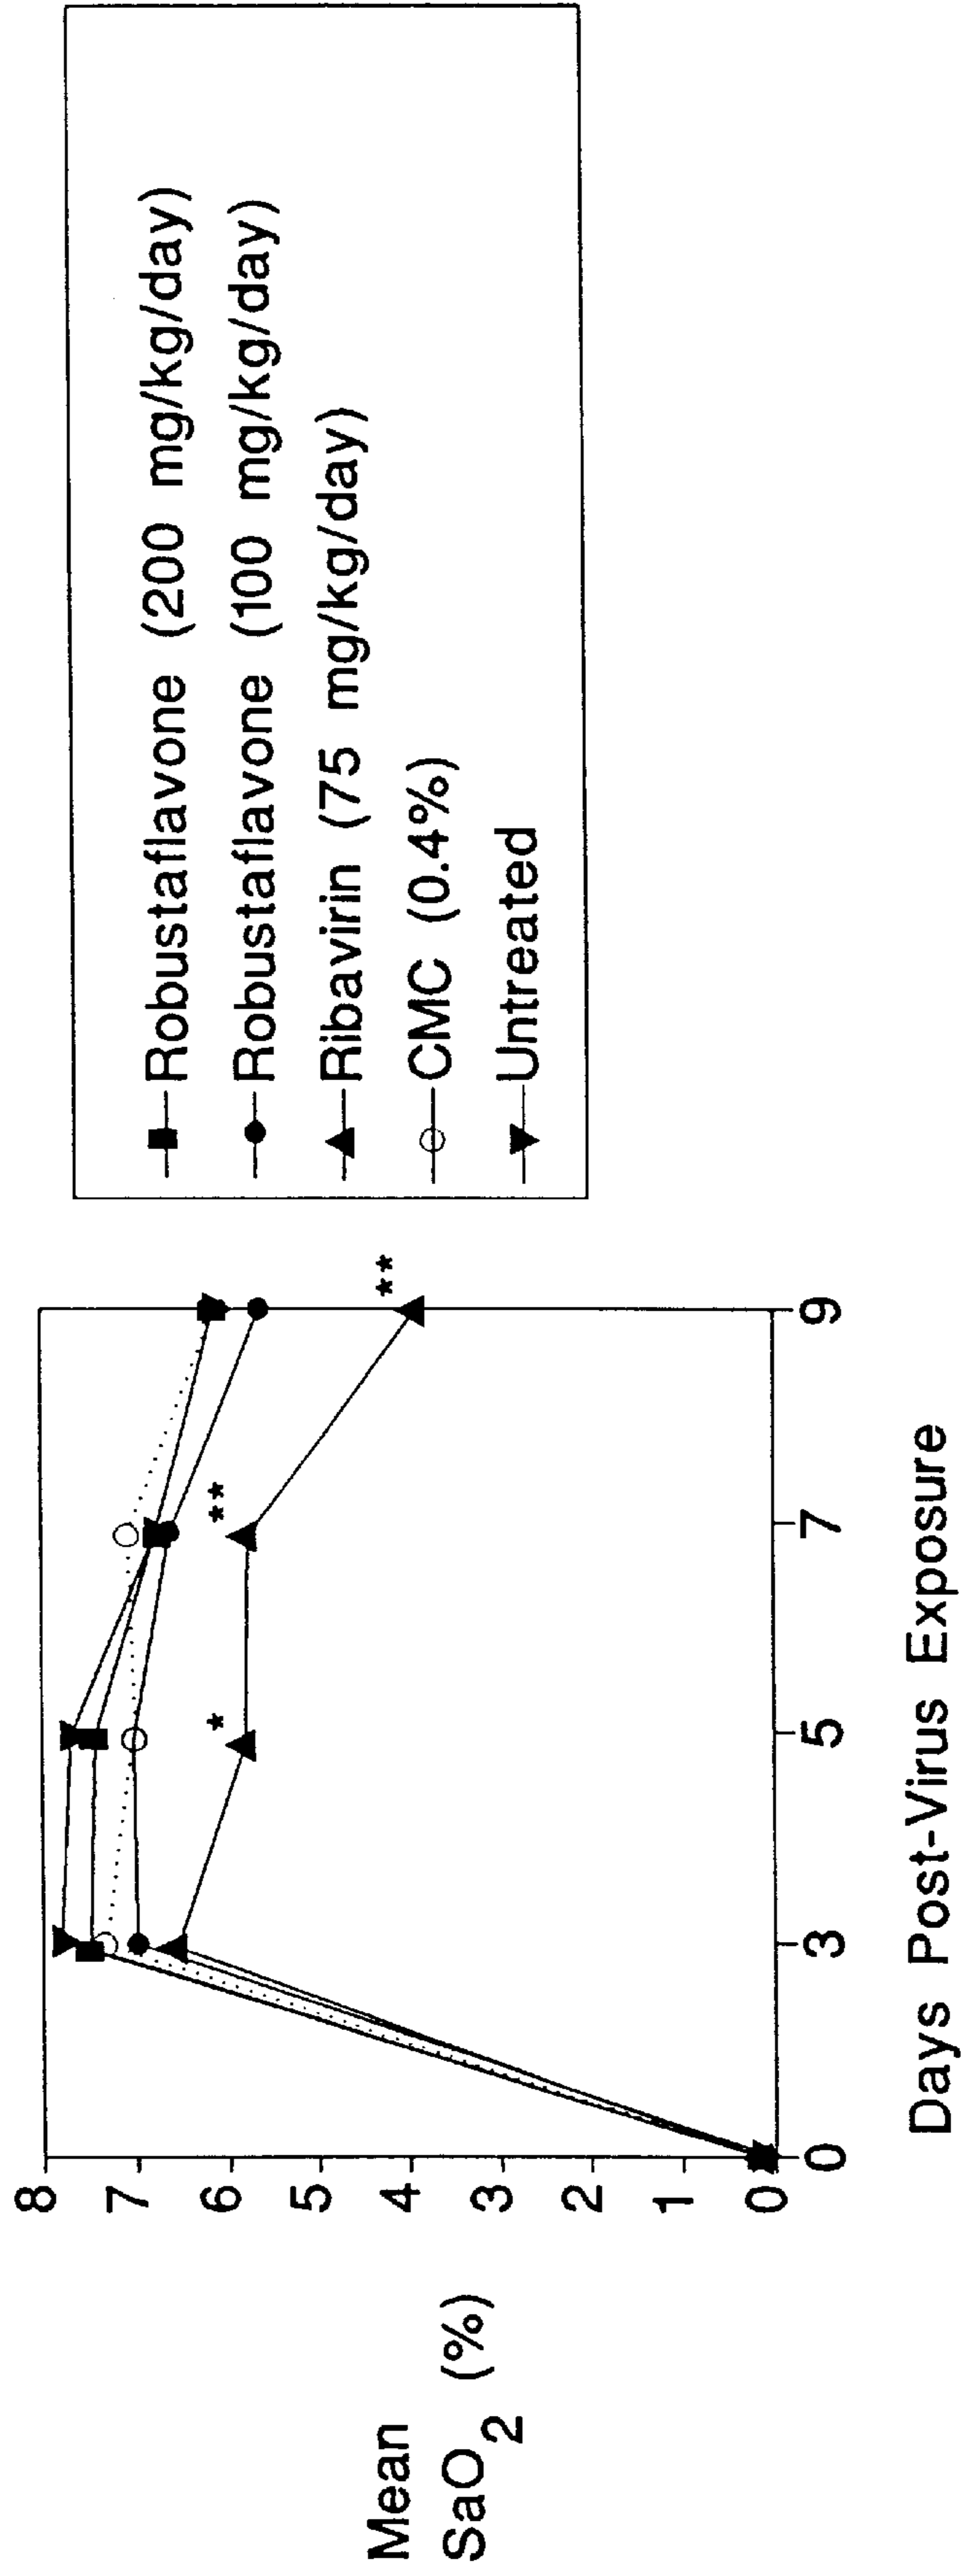 Mean
SaO2 (%)
8
7
6
5
4
3
2
1
0
0
3
5
7
9
*
**
**
Days Post-Virus Exposure
Robustaflavone (200 mg/kg/day)
Robustaflavone (100 mg/kg/day)
Ribavirin (75 mg/kg/day)
CMC (0.4%)
Untreated